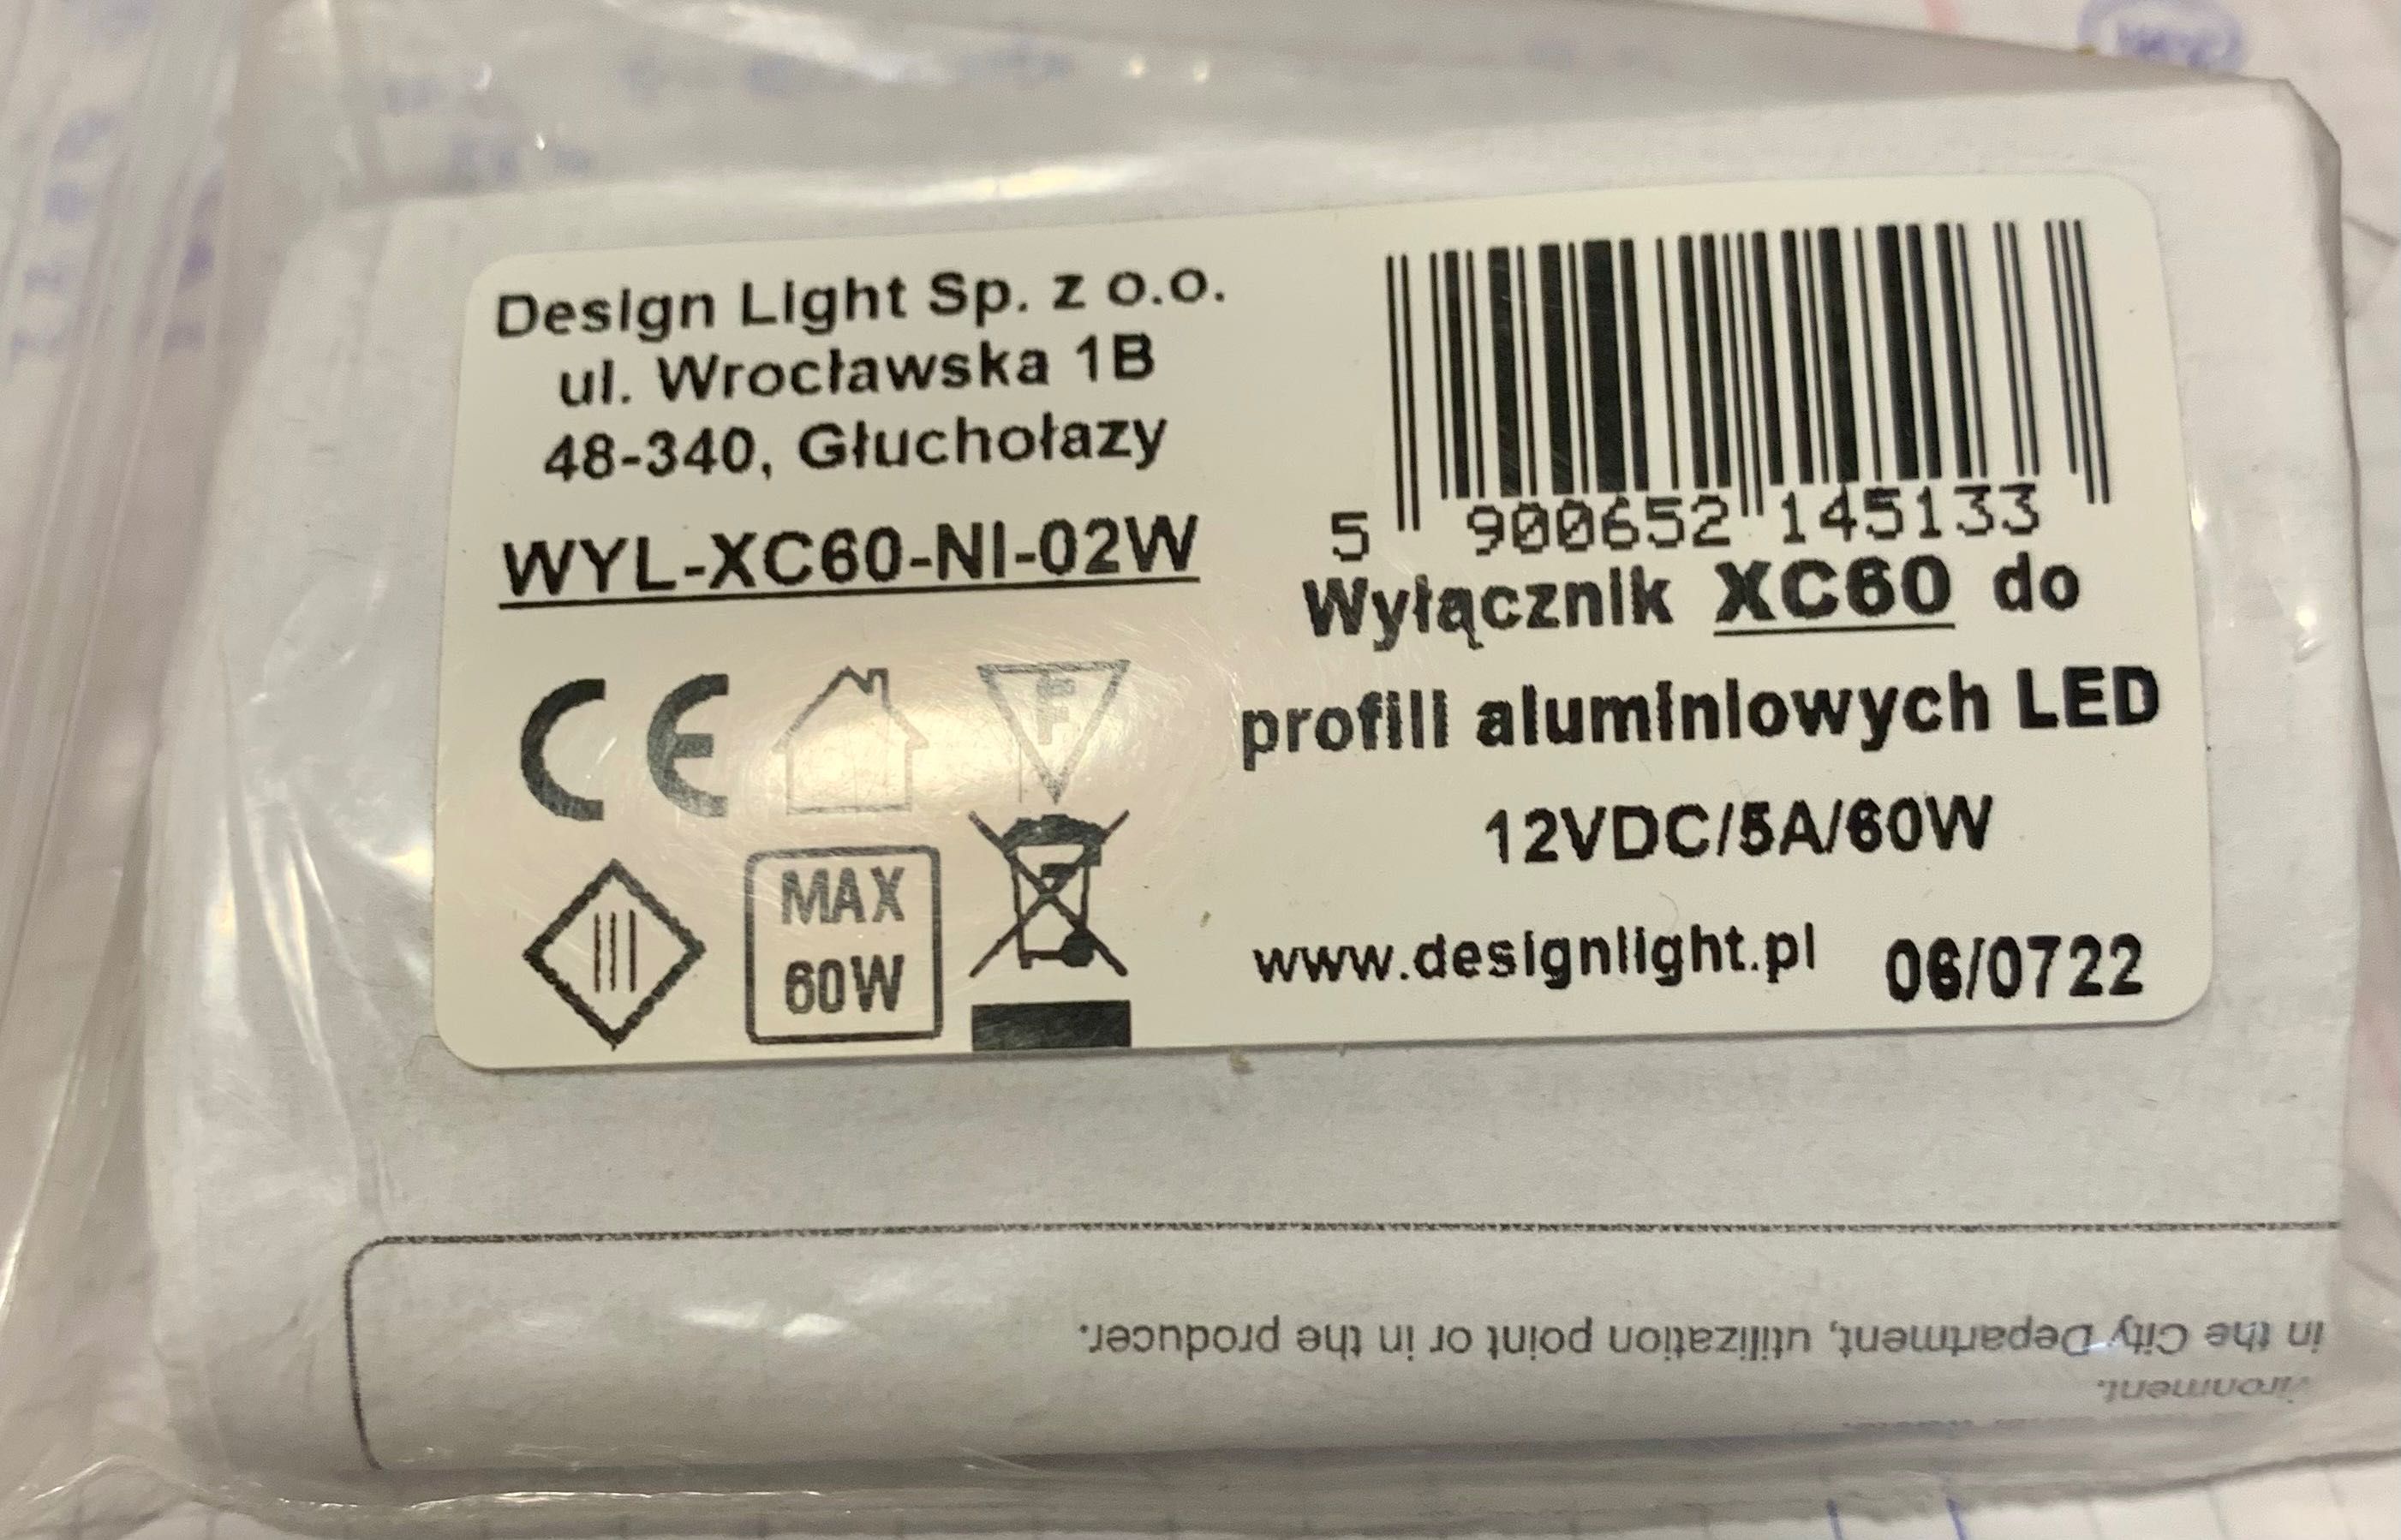 Design Light Sp. z o.o.
ul. Wrocławska 1B
48-340, Głuchołazy
WYL-XC60-NI-02W
CE
F
MAX
60W
5 900652 145133
Wyłącznik XC60 do
profili aluminiowych LED
12VDC/5A/60W
www.designlight.pl 06/0722
vironment.
in the City Department, utilization point or in the producer.